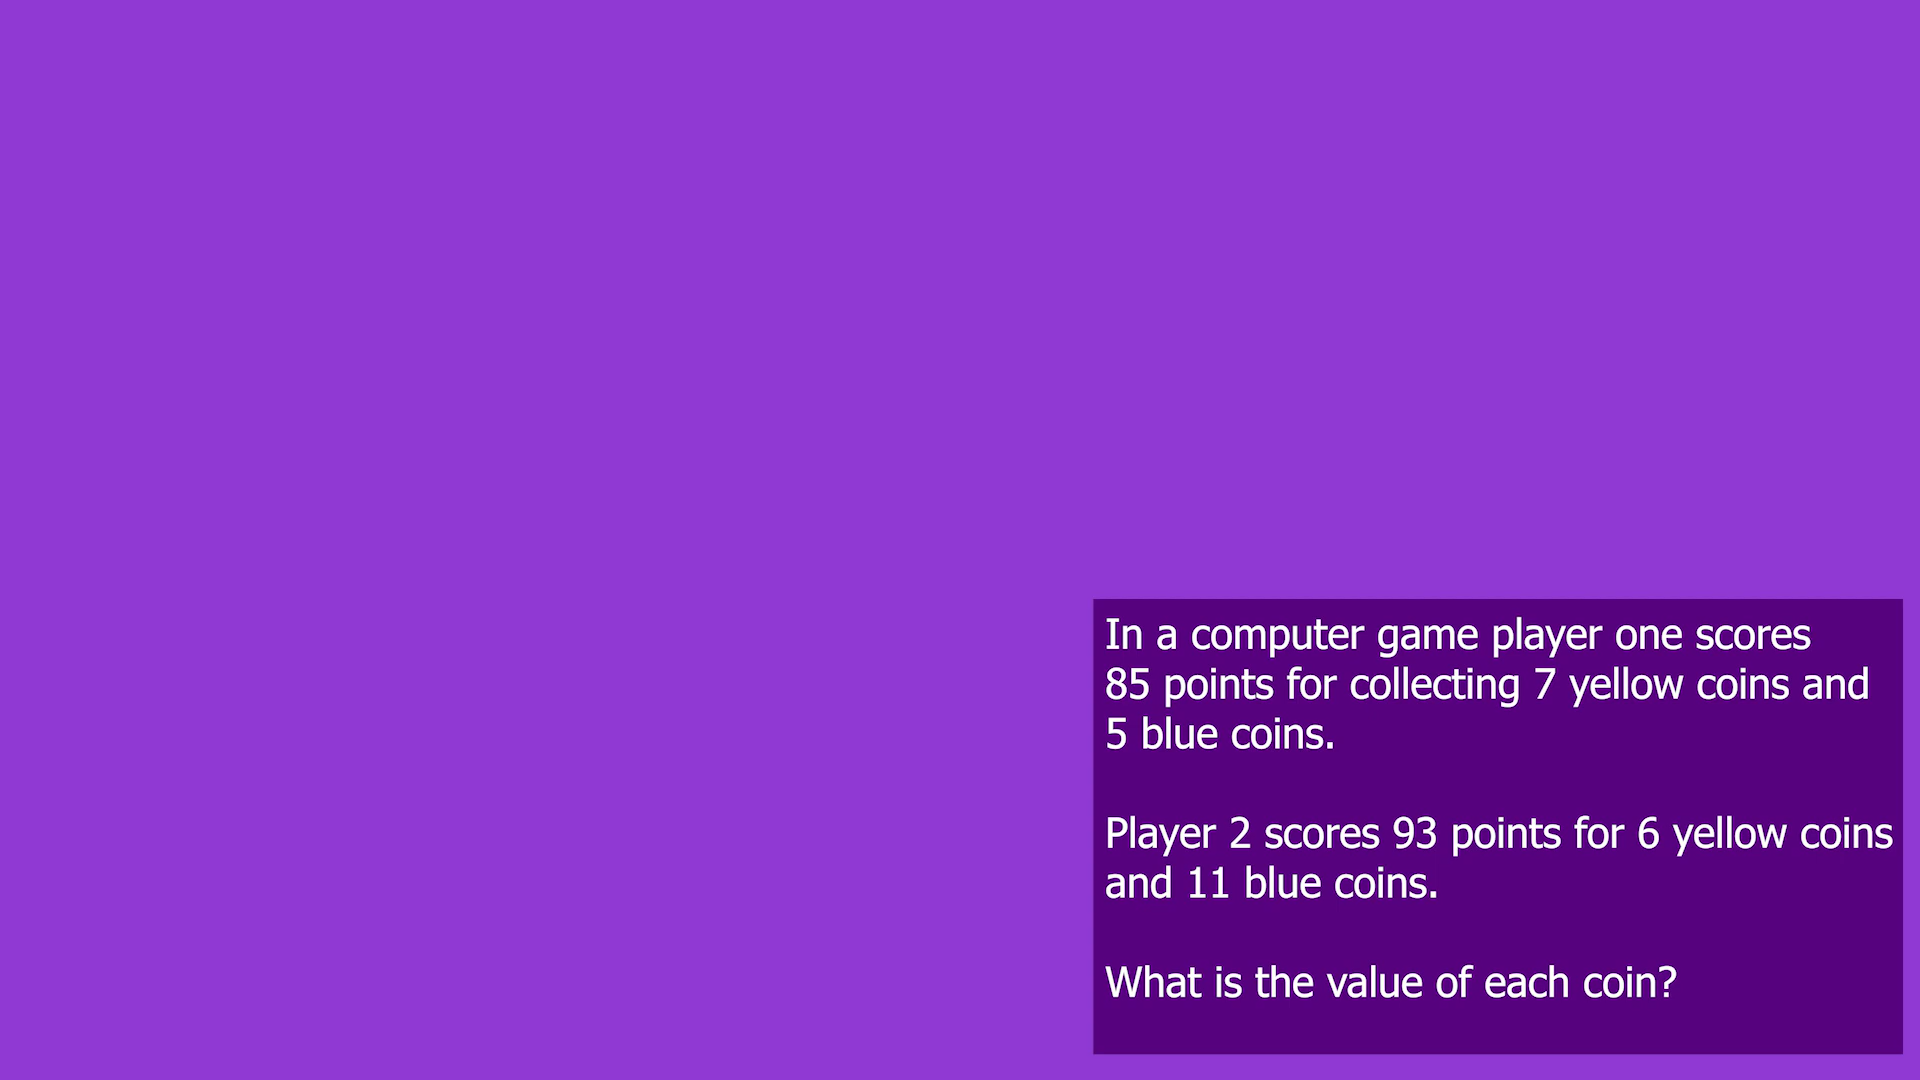 In a computer game player one scores
85 points for collecting 7 yellow coins and
5 blue coins.
Player 2 scores 93 points for 6 yellow coins
and 11 blue coins.
What is the value of each coin?